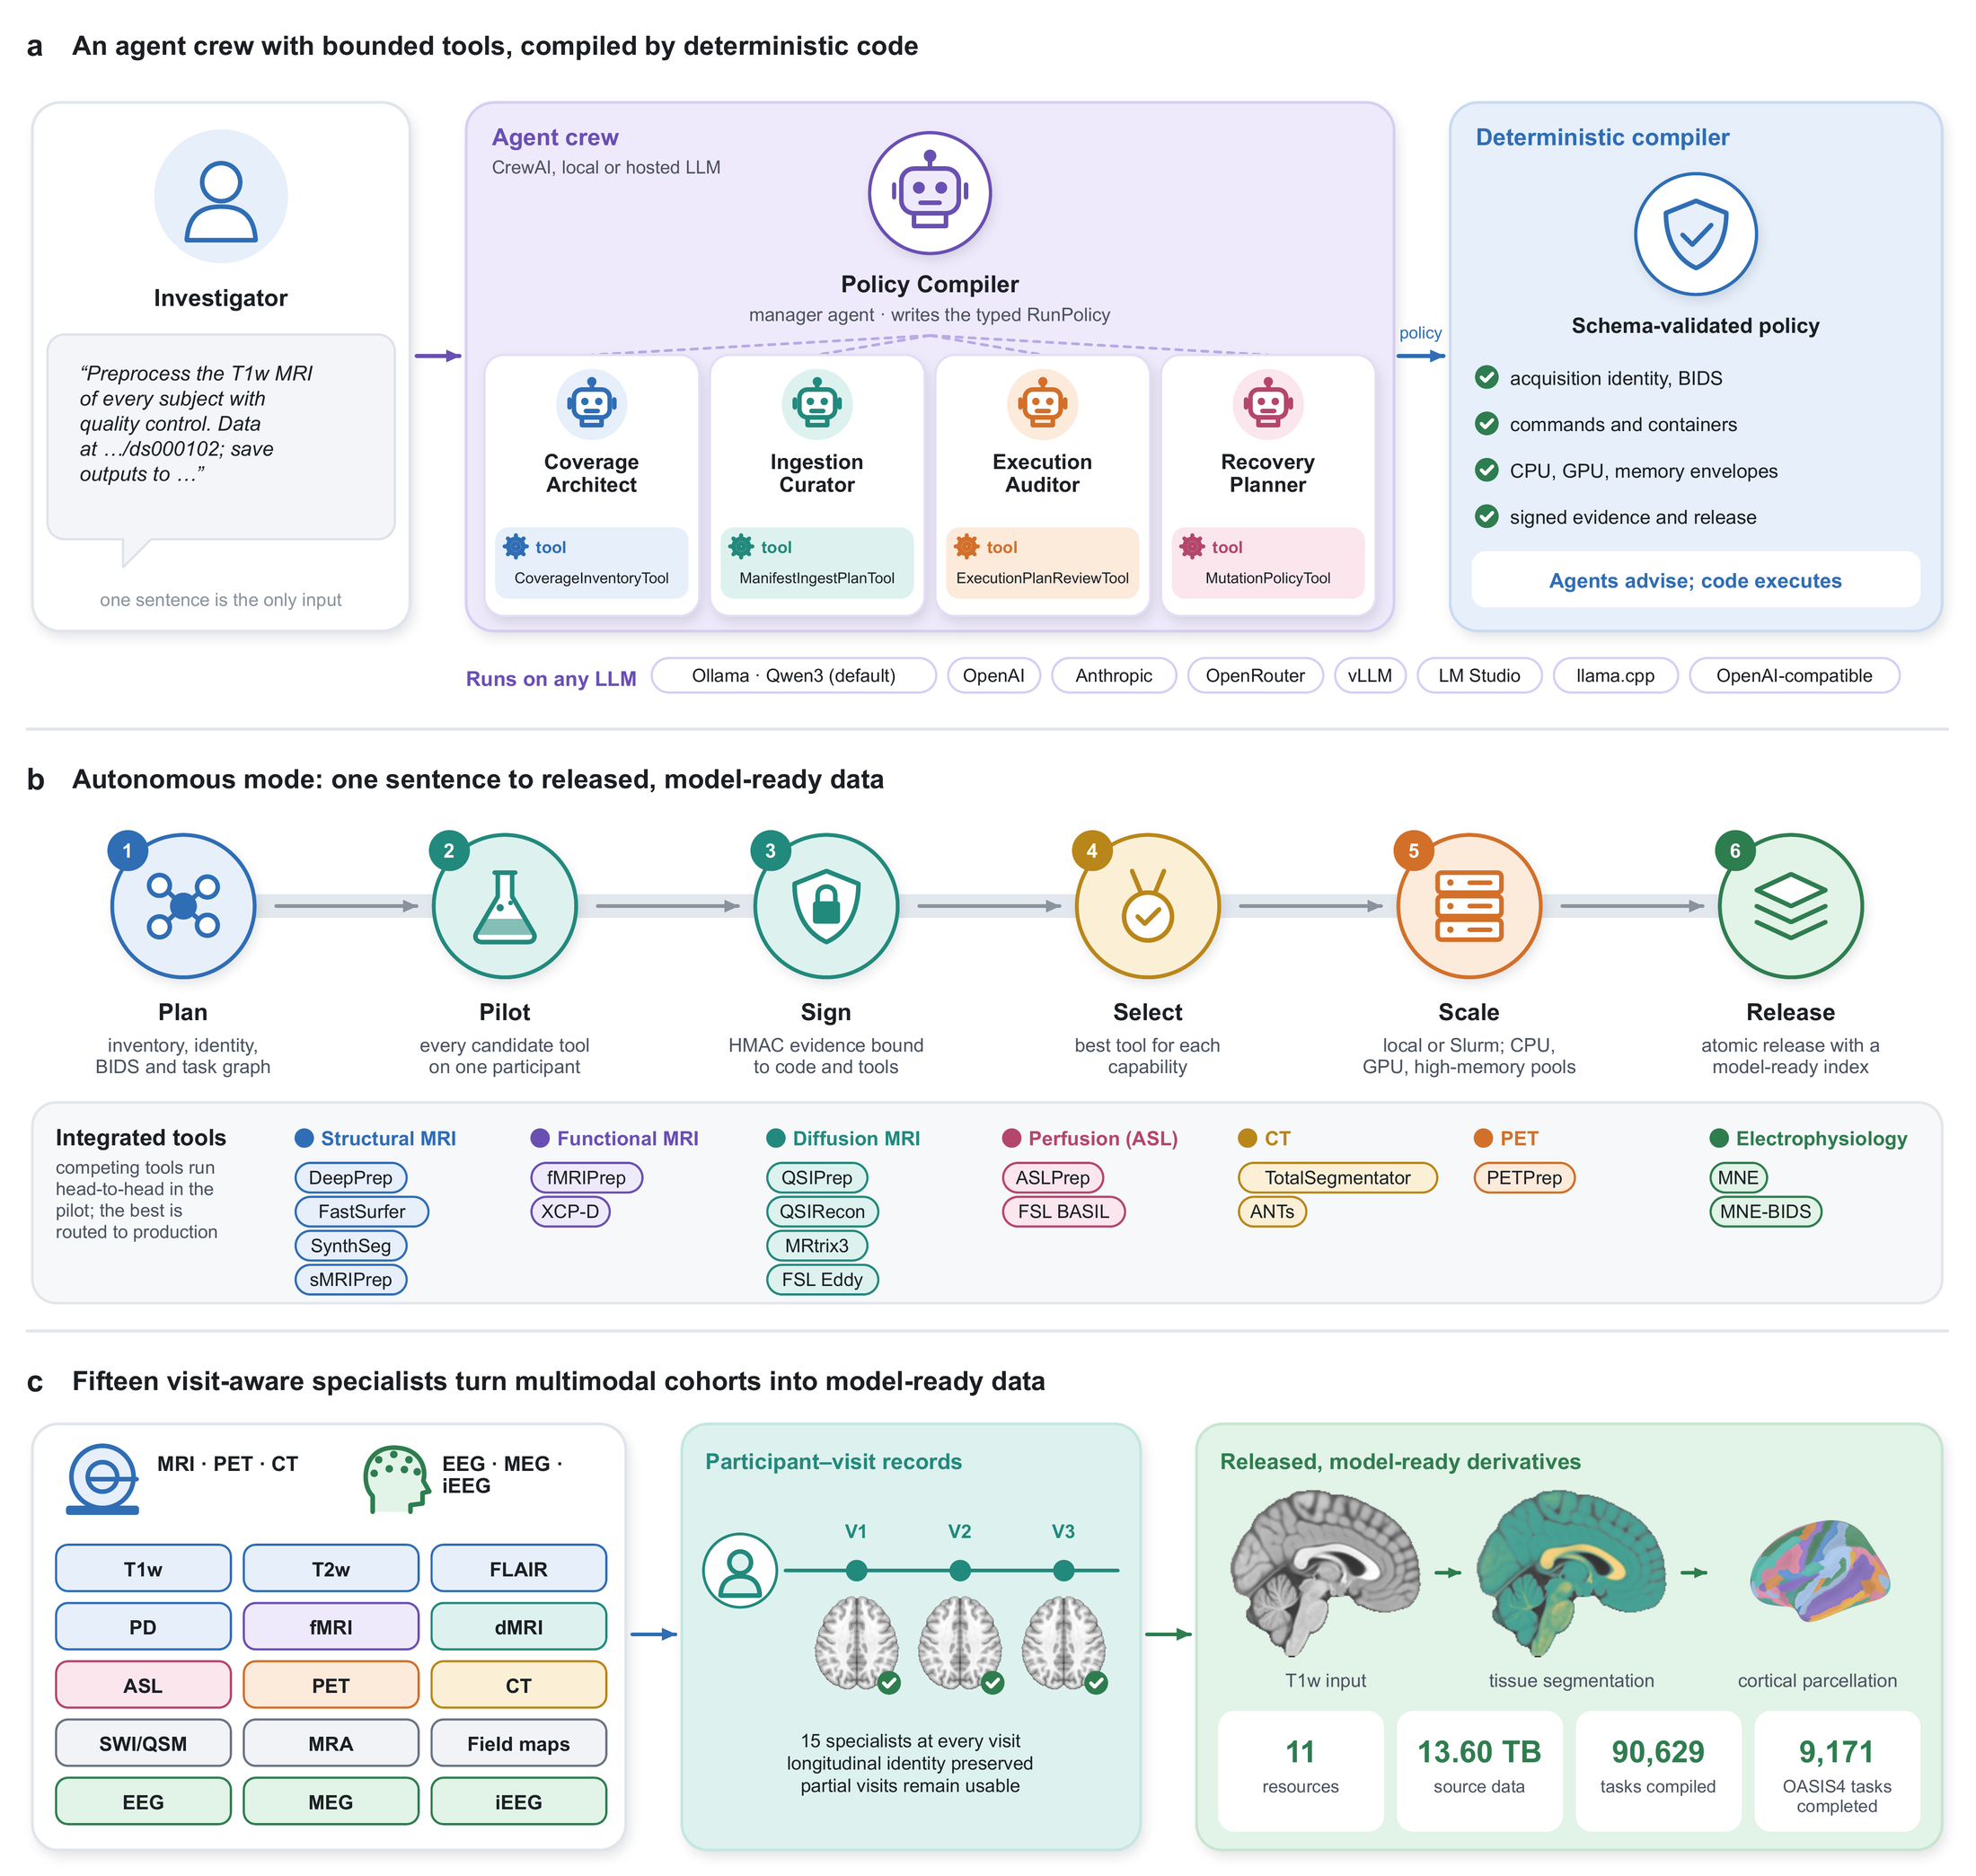 a An agent crew with bounded tools, compiled by deterministic code
Investigator
“Preprocess the T1w MRI
of every subject with
quality control. Data
at …/ds000102; save
outputs to …”
one sentence is the only input
Agent crew
CrewAI, local or hosted LLM
Policy Compiler
manager agent · writes the typed RunPolicy
Coverage
Architect
tool
CoverageInventoryTool
Ingestion
Curator
tool
ManifestIngestPlanTool
Execution
Auditor
tool
ExecutionPlanReviewTool
Recovery
Planner
tool
MutationPolicyTool
policy
Deterministic compiler
Schema-validated policy
acquisition identity, BIDS
commands and containers
CPU, GPU, memory envelopes
signed evidence and release
Agents advise; code executes
Runs on any LLM
Ollama · Qwen3 (default)
OpenAI
Anthropic
OpenRouter
vLLM
LM Studio
llama.cpp
OpenAI-compatible
b Autonomous mode: one sentence to released, model-ready data
1
Plan
inventory, identity,
BIDS and task graph
2
Pilot
every candidate tool
on one participant
3
Sign
HMAC evidence bound
to code and tools
4
Select
best tool for each
capability
5
Scale
local or Slurm; CPU,
GPU, high-memory pools
6
Release
atomic release with a
model-ready index
Integrated tools
competing tools run
head-to-head in the
pilot; the best is
routed to production
Structural MRI
DeepPrep
FastSurfer
SynthSeg
sMRIPrep
Functional MRI
fMRIPrep
XCP-D
Diffusion MRI
QSIPrep
QSIRecon
MRtrix3
FSL Eddy
Perfusion (ASL)
ASLPrep
FSL BASIL
CT
TotalSegmentator
ANTs
PET
PETPrep
Electrophysiology
MNE
MNE-BIDS
c Fifteen visit-aware specialists turn multimodal cohorts into model-ready data
MRI · PET · CT
EEG · MEG ·
iEEG
T1w
T2w
FLAIR
PD
fMRI
dMRI
ASL
PET
CT
SWI/QSM
MRA
Field maps
EEG
MEG
iEEG
Participant–visit records
V1
V2
V3
15 specialists at every visit
longitudinal identity preserved
partial visits remain usable
Released, model-ready derivatives
T1w input
tissue segmentation
cortical parcellation
11
resources
13.60 TB
source data
90,629
tasks compiled
9,171
OASIS4 tasks
completed